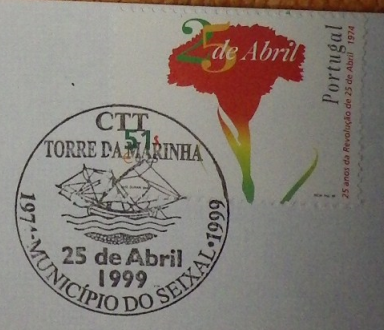 25
de Abril
Portugal
25 anos da Revolução de 25 de Abril 1974
CTT
51
TORRE DA MARINHA
25 de Abril
1999
MUNICÍPIO DO SEIXAL • 1999